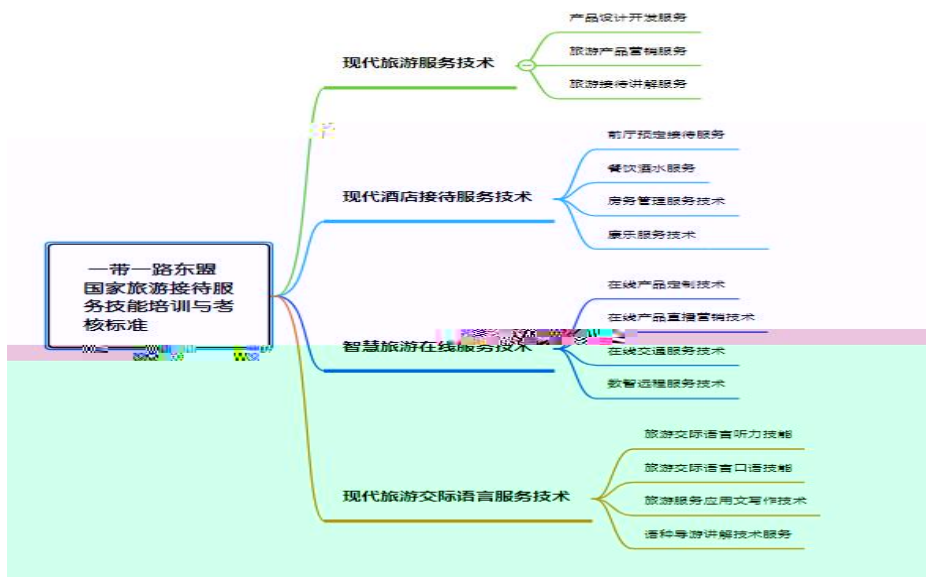 一带一路东盟
国家旅游接待服
务技能培训与考
核标准
现代旅游服务技术
产品设计开发服务
旅游产品营销服务
旅游接待讲解服务
现代酒店接待服务技术
前厅预定接待服务
餐饮酒水服务
房务管理服务技术
康乐服务技术
智慧旅游在线服务技术
在线产品定制技术
在线产品直播营销技术
在线交通服务技术
数智远程服务技术
现代旅游交际语言服务技术
旅游交际语言听力技能
旅游交际语言口语技能
旅游服务应用文写作技术
语种导游讲解技术服务